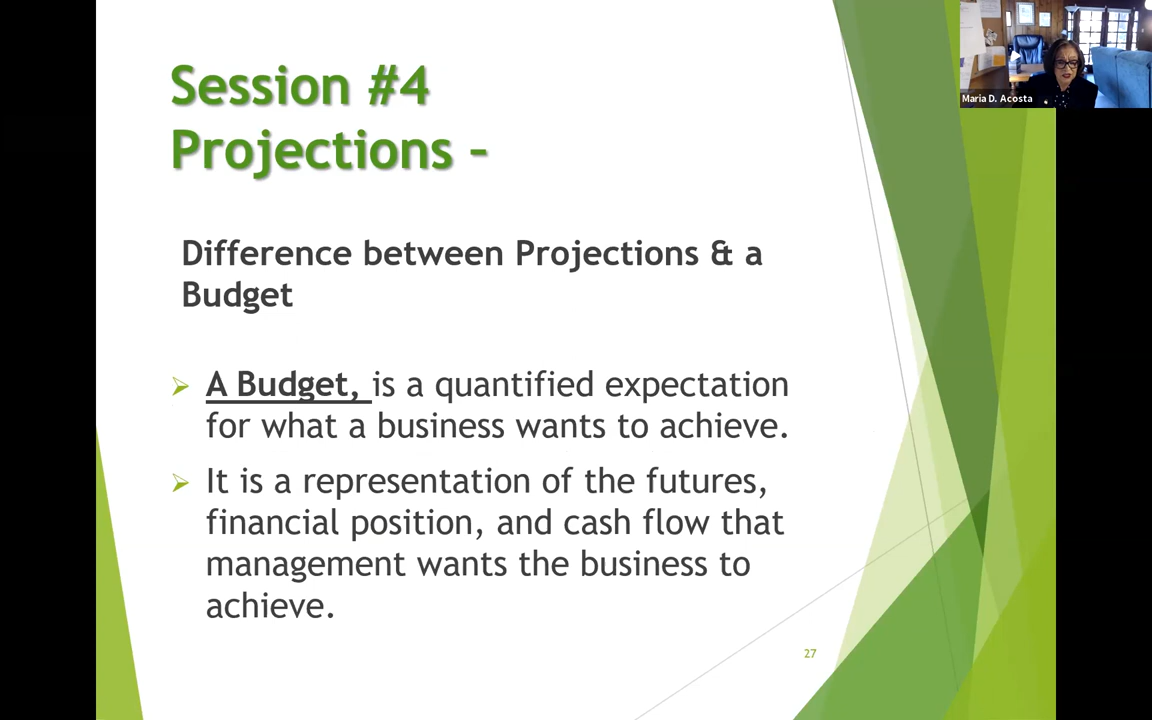 Session #4
Projections –
Difference between Projections & a
Budget
A Budget, is a quantified expectation
for what a business wants to achieve.
It is a representation of the futures,
financial position, and cash flow that
management wants the business to
achieve.
27
Maria D. Acosta